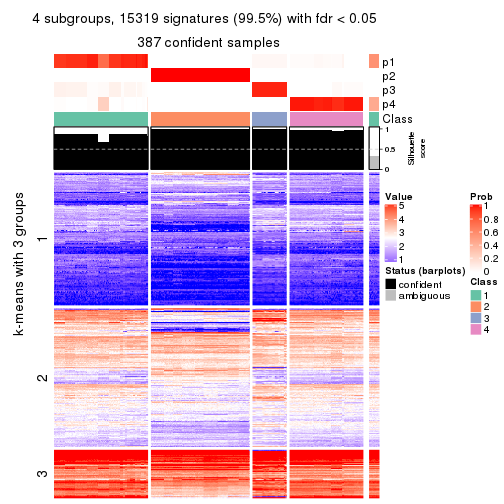 4 subgroups, 15319 signatures (99.5%) with fdr < 0.05
387 confident samples
p1
p2
p3
p4
Class
1
0.5
0
Silhouette
score
k-means with 3 groups
1
2
3
Value
5
4
3
2
1
Status (barplots)
confident
ambiguous
Prob
1
0.8
0.6
0.4
0.2
0
Class
1
2
3
4